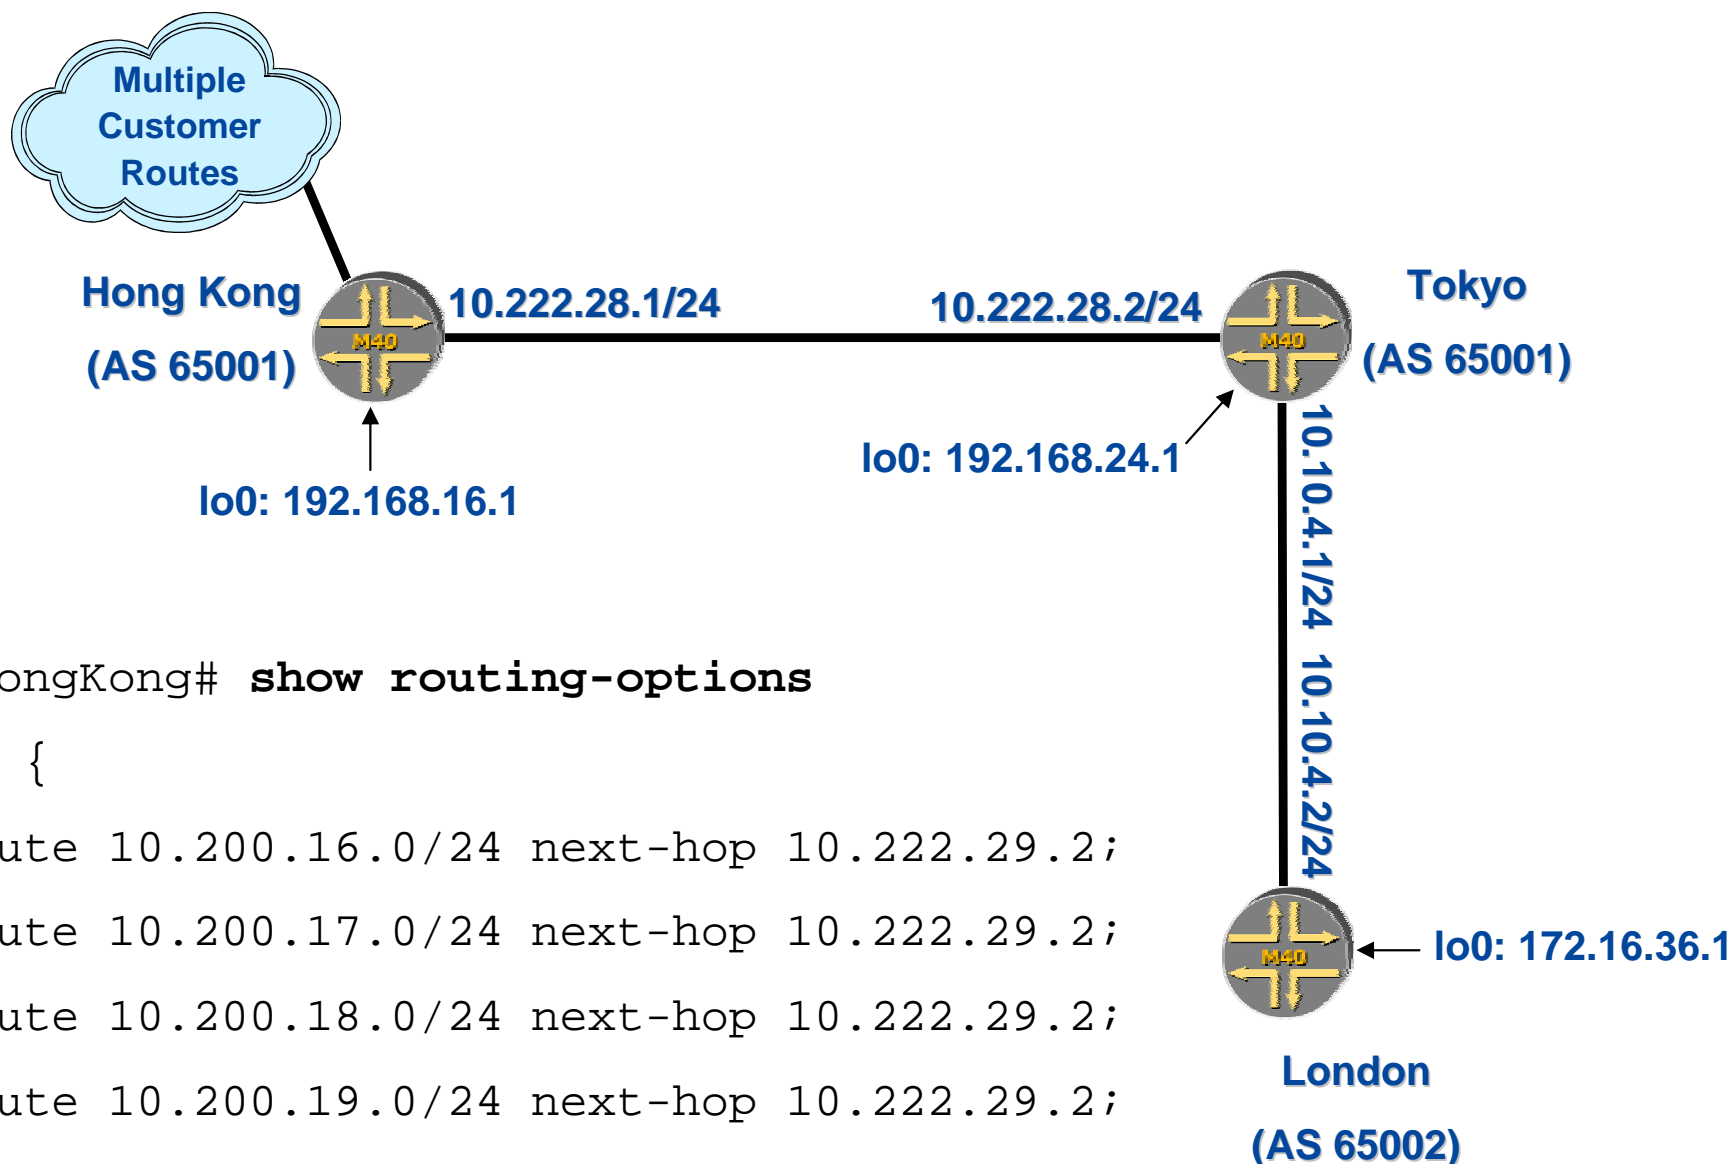 Multiple
Customer
Routes
Hong Kong
(AS 65001)
M40
10.222.28.1/24
10.222.28.2/24
M40
Tokyo
(AS 65001)
lo0: 192.168.16.1
lo0: 192.168.24.1
10.10.4.1/24 10.10.4.2/24
ongKong# show routing-options
{
ute 10.200.16.0/24 next-hop 10.222.29.2;
ute 10.200.17.0/24 next-hop 10.222.29.2;
ute 10.200.18.0/24 next-hop 10.222.29.2;
ute 10.200.19.0/24 next-hop 10.222.29.2;
M40
lo0: 172.16.36.1
London
(AS 65002)